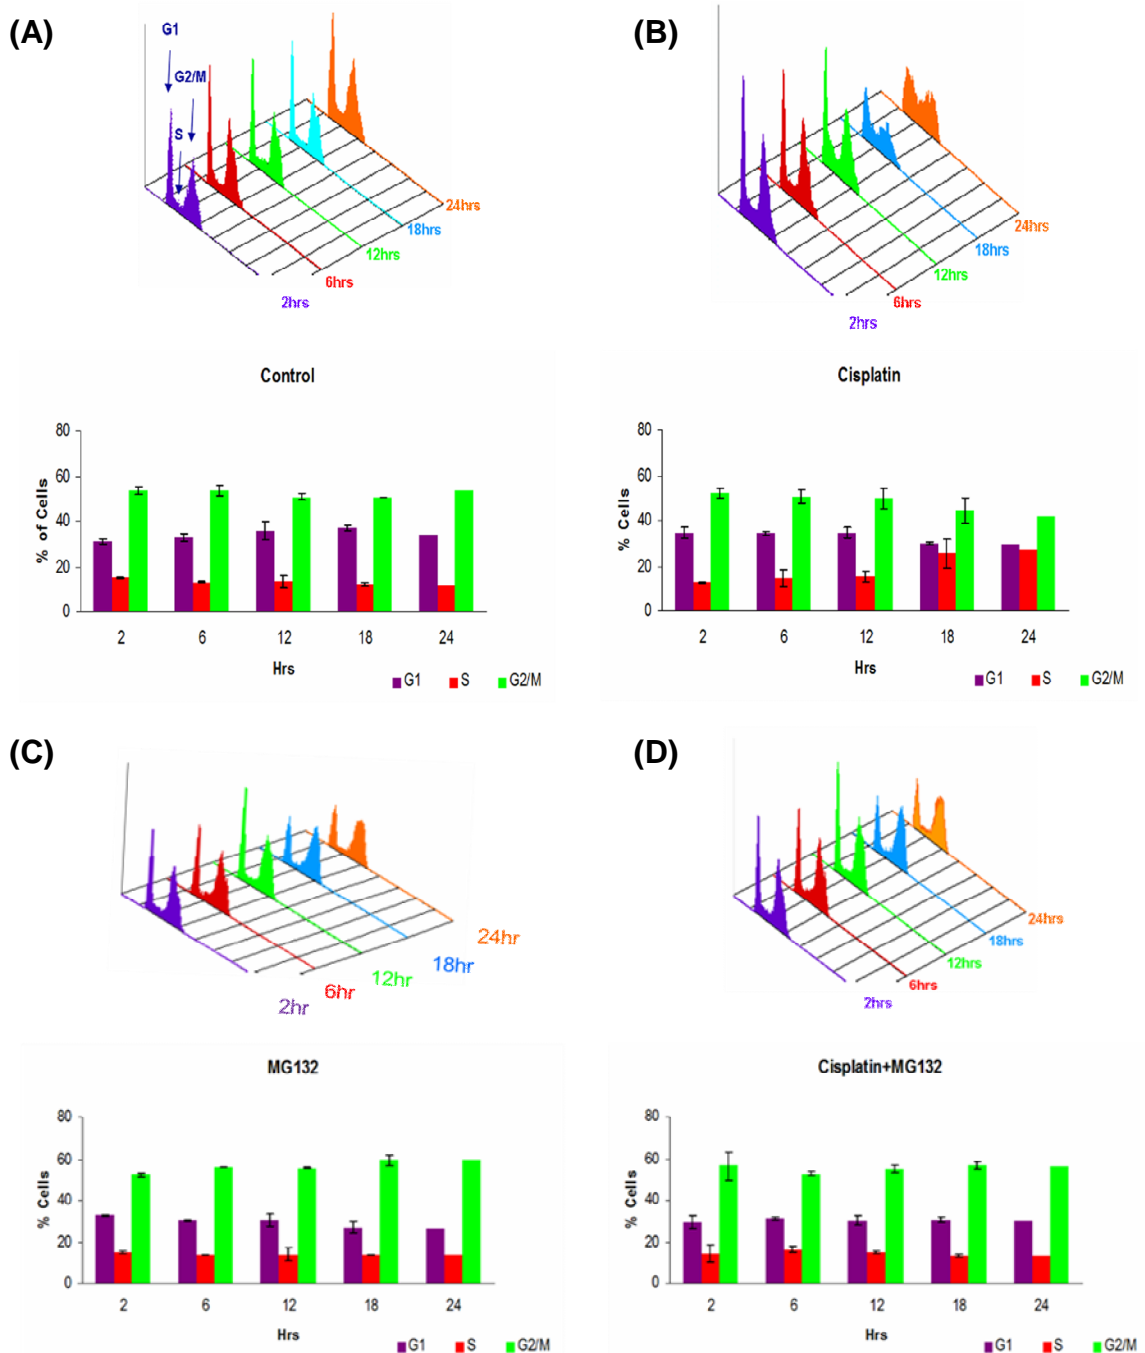 (A)
G1
G2/M
S
24hrs
18hrs
12hrs
6hrs
2hrs
(B)
24hrs
18hrs
12hrs
6hrs
2hrs
Control
% of Cells
80
60
40
20
0
2 6 12 18 24
Hrs
G1 S G2/M
Cisplatin
% Cells
80
60
40
20
0
2 6 12 18 24
Hrs
G1 S G2/M
(C)
24hr
18hr
12hr
6hr
2hr
(D)
24hrs
18hrs
12hrs
6hrs
2hrs
MG132
% Cells
80
60
40
20
0
2 6 12 18 24
Hrs
G1 S G2/M
Cisplatin+MG132
% Cells
80
60
40
20
0
2 6 12 18 24
Hrs
G1 S G2/M